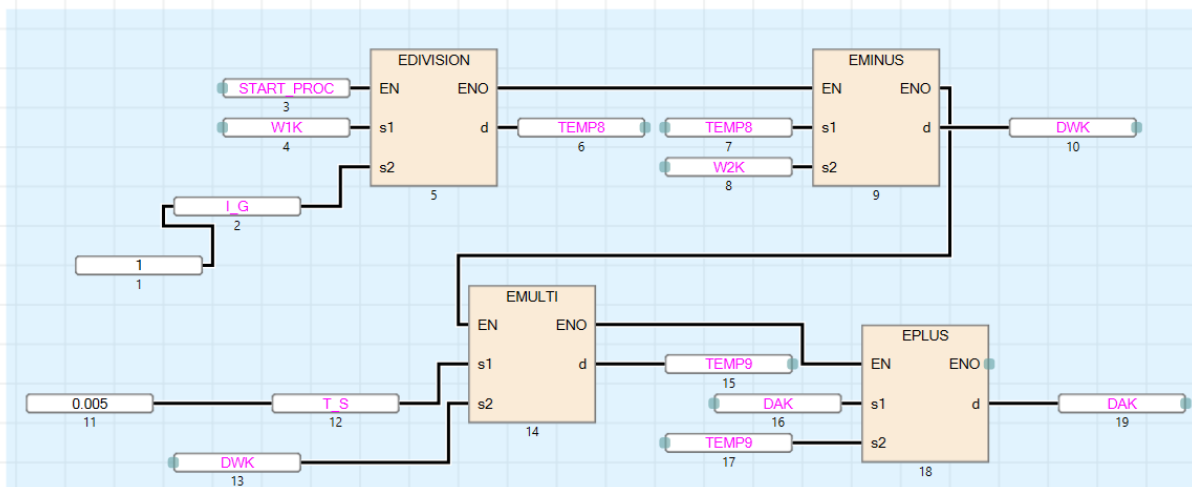 EDIVISION
EMINUS
START_PROC EN ENO EN ENO
3
W1K s1 d TEMP8 TEMP8 s1 d DWK
4 6 7 10
s2 W2K s2
5 8 9
I_G
2
1
1
EMULTI
EN ENO
EPLUS
s1 d TEMP9 EN ENO
15
0.005 T_S s2 DAK s1 d DAK
11 12 14 16 19
TEMP9 s2
17 18
DWK
13